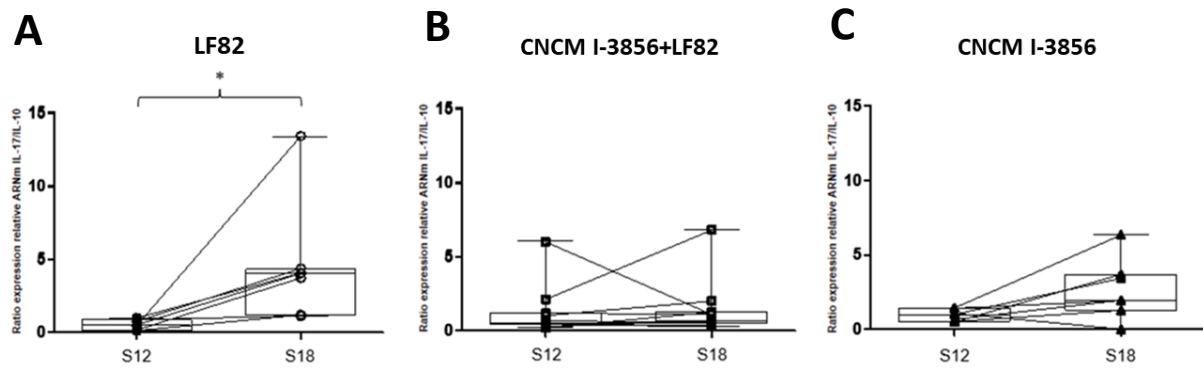 A
LF82
*
Ratio expression relative ARNm IL-17/IL-10
15
10
5
0
S12
S18
B
CNCM I-3856+LF82
Ratio expression relative ARNm IL-17/IL-10
15
10
5
0
S12
S18
C
CNCM I-3856
Ratio expression relative ARNm IL-17/IL-10
15
10
5
0
S12
S18